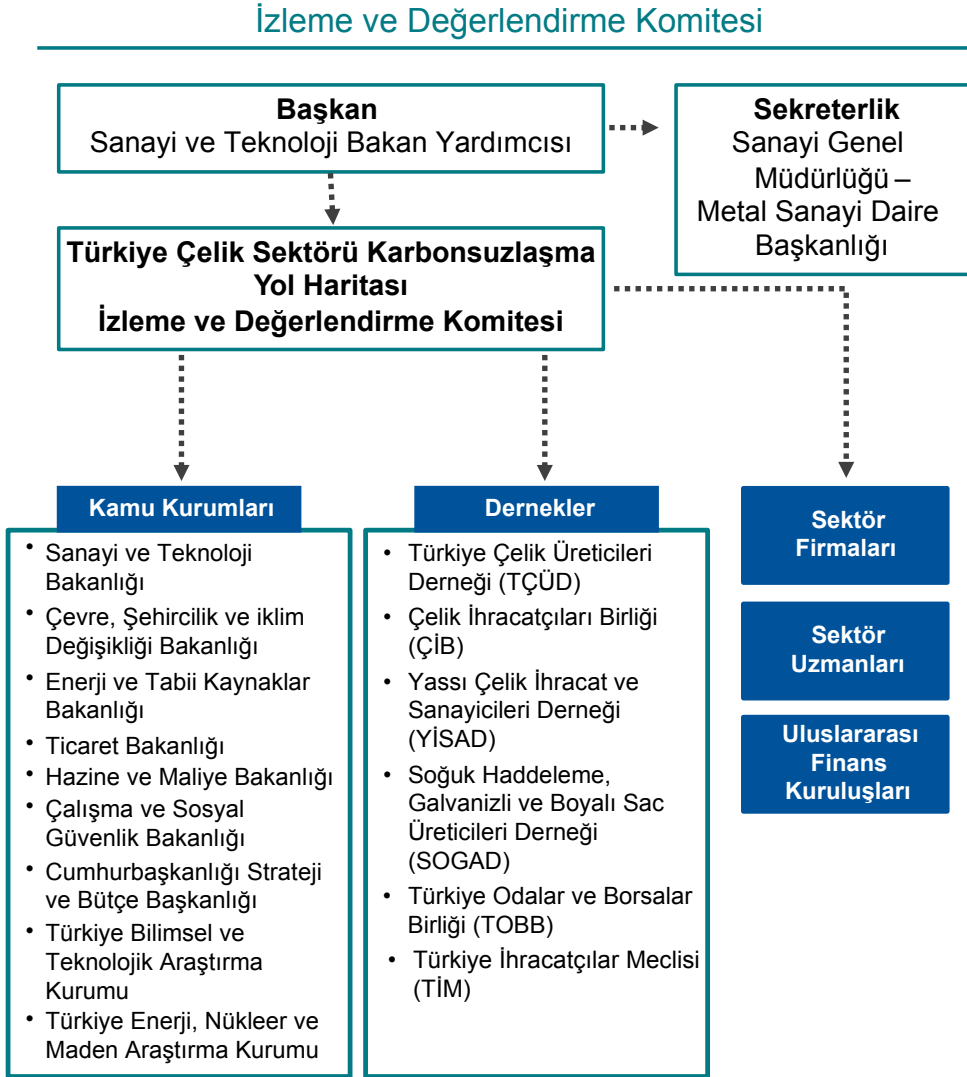 İzleme ve Değerlendirme Komitesi
Başkan
Sanayi ve Teknoloji Bakan Yardımcısı
Sekreterlik
Sanayi Genel
Müdürlüğü –
Metal Sanayi Daire
Başkanlığı
Türkiye Çelik Sektörü Karbonsuzlaşma
Yol Haritası
İzleme ve Değerlendirme Komitesi
Kamu Kurumları
• Sanayi ve Teknoloji
Bakanlığı
• Çevre, Şehircilik ve iklim
Değişikliği Bakanlığı
• Enerji ve Tabii Kaynaklar
Bakanlığı
• Ticaret Bakanlığı
• Hazine ve Maliye Bakanlığı
• Çalışma ve Sosyal
Güvenlik Bakanlığı
• Cumhurbaşkanlığı Strateji
ve Bütçe Başkanlığı
• Türkiye Bilimsel ve
Teknolojik Araştırma
Kurumu
• Türkiye Enerji, Nükleer ve
Maden Araştırma Kurumu
Dernekler
• Türkiye Çelik Üreticileri
Derneği (TÇÜD)
• Çelik İhracatçıları Birliği
(ÇİB)
• Yassı Çelik İhracat ve
Sanayicileri Derneği
(YİSAD)
• Soğuk Haddeleme,
Galvanizli ve Boyalı Sac
Üreticileri Derneği
(SOGAD)
• Türkiye Odalar ve Borsalar
Birliği (TOBB)
• Türkiye İhracatçılar Meclisi
(TİM)
Sektör
Firmaları
Sektör
Uzmanları
Uluslararası
Finans
Kuruluşları